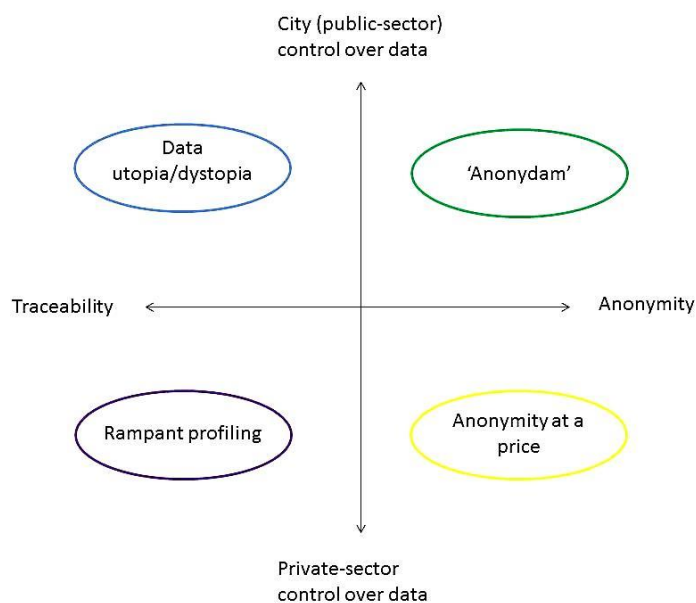 City (public-sector)
control over data
Data
utopia/dystopia
‘Anonydam’
Traceability
Anonymity
Rampant profiling
Anonymity at a
price
Private-sector
control over data